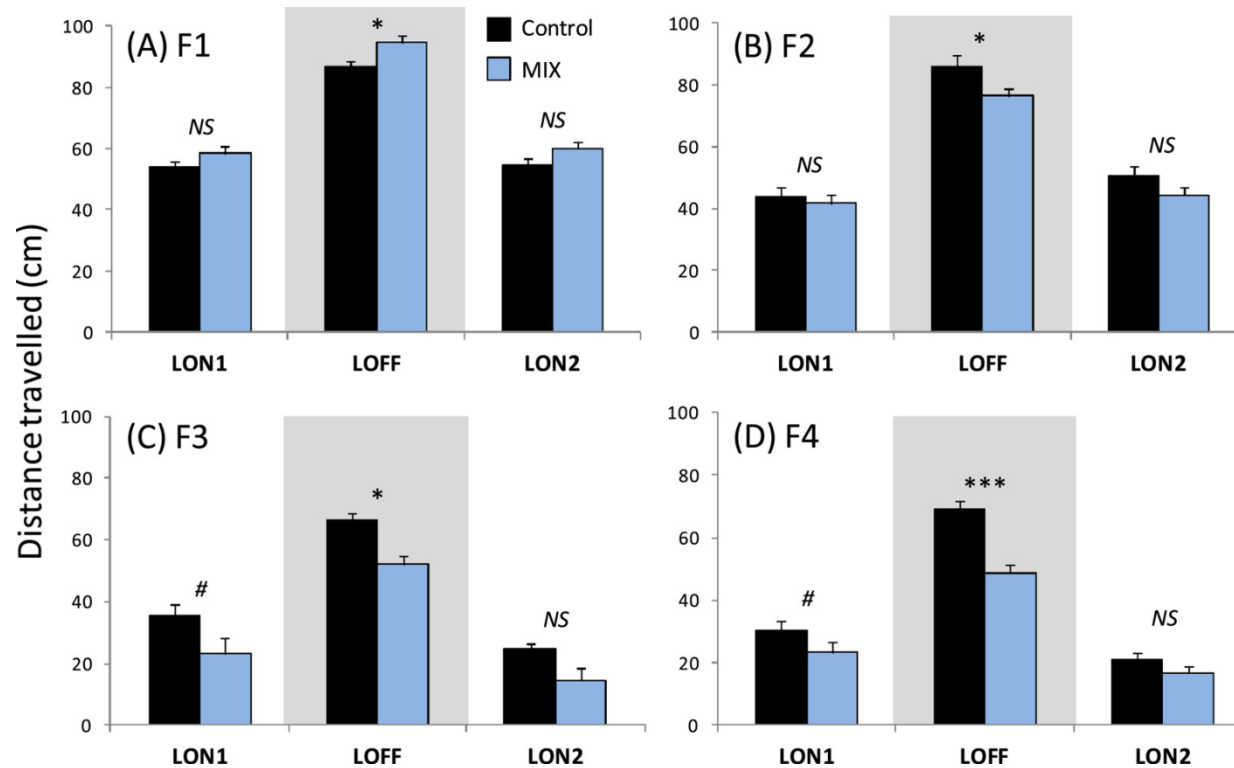 Distance travelled (cm)
(A) F1
Control
MIX
100
80
60
40
20
0
NS
*
NS
LON1 LOFF LON2
(B) F2
100
80
60
40
20
0
NS
*
NS
LON1 LOFF LON2
(C) F3
100
80
60
40
20
0
#
*
NS
LON1 LOFF LON2
(D) F4
100
80
60
40
20
0
#
***
NS
LON1 LOFF LON2